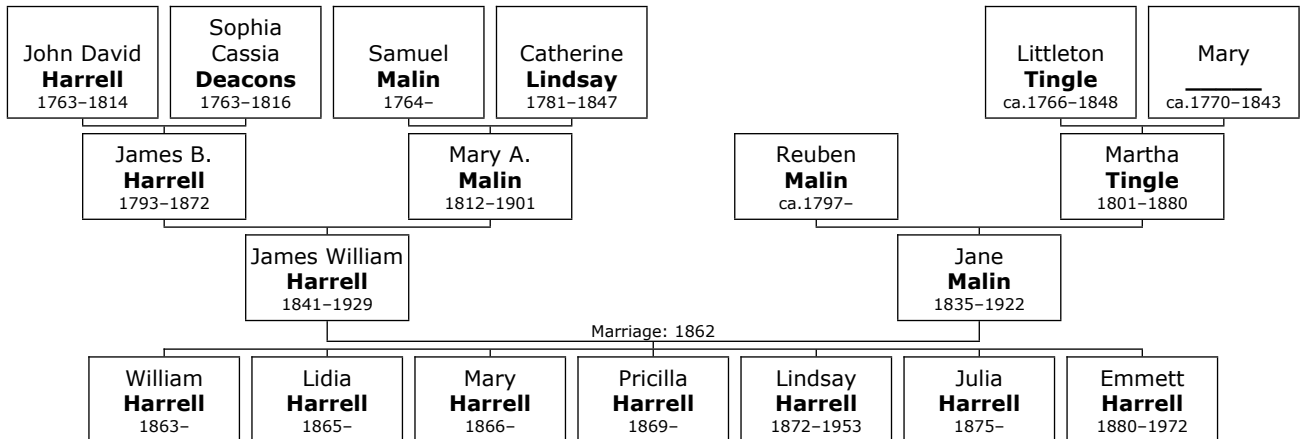 John David
Harrell
1763–1814
Sophia
Cassia
Deacons
1763–1816
Samuel
Malin
1764–
Catherine
Lindsay
1781–1847
Littleton
Tingle
ca.1766–1848
Mary
______
ca.1770–1843
James B.
Harrell
1793–1872
Mary A.
Malin
1812–1901
Reuben
Malin
ca.1797–
Martha
Tingle
1801–1880
James William
Harrell
1841–1929
Jane
Malin
1835–1922
Marriage: 1862
William
Harrell
1863–
Lidia
Harrell
1865–
Mary
Harrell
1866–
Pricilla
Harrell
1869–
Lindsay
Harrell
1872–1953
Julia
Harrell
1875–
Emmett
Harrell
1880–1972